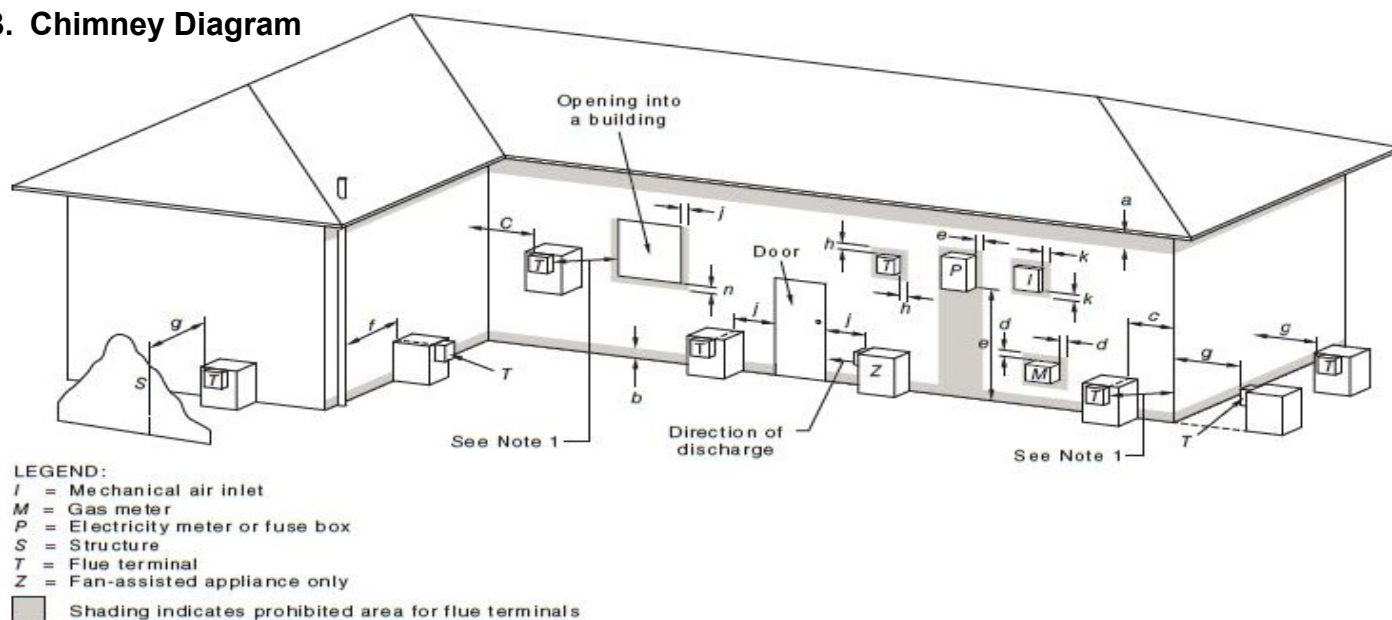 3. Chimney Diagram
Opening into
a building
j
a
C
T
n
h
T
h
e
P
k
I
k
Door
g
S
T
f
T
b
T
j
j
Z
e
d
d
M
c
T
g
T
g
T
See Note 1
Direction of
discharge
See Note 1
LEGEND:
I = Mechanical air inlet
M = Gas meter
P = Electricity meter or fuse box
S = Structure
T = Flue terminal
Z = Fan-assisted appliance only
Shading indicates prohibited area for flue terminals